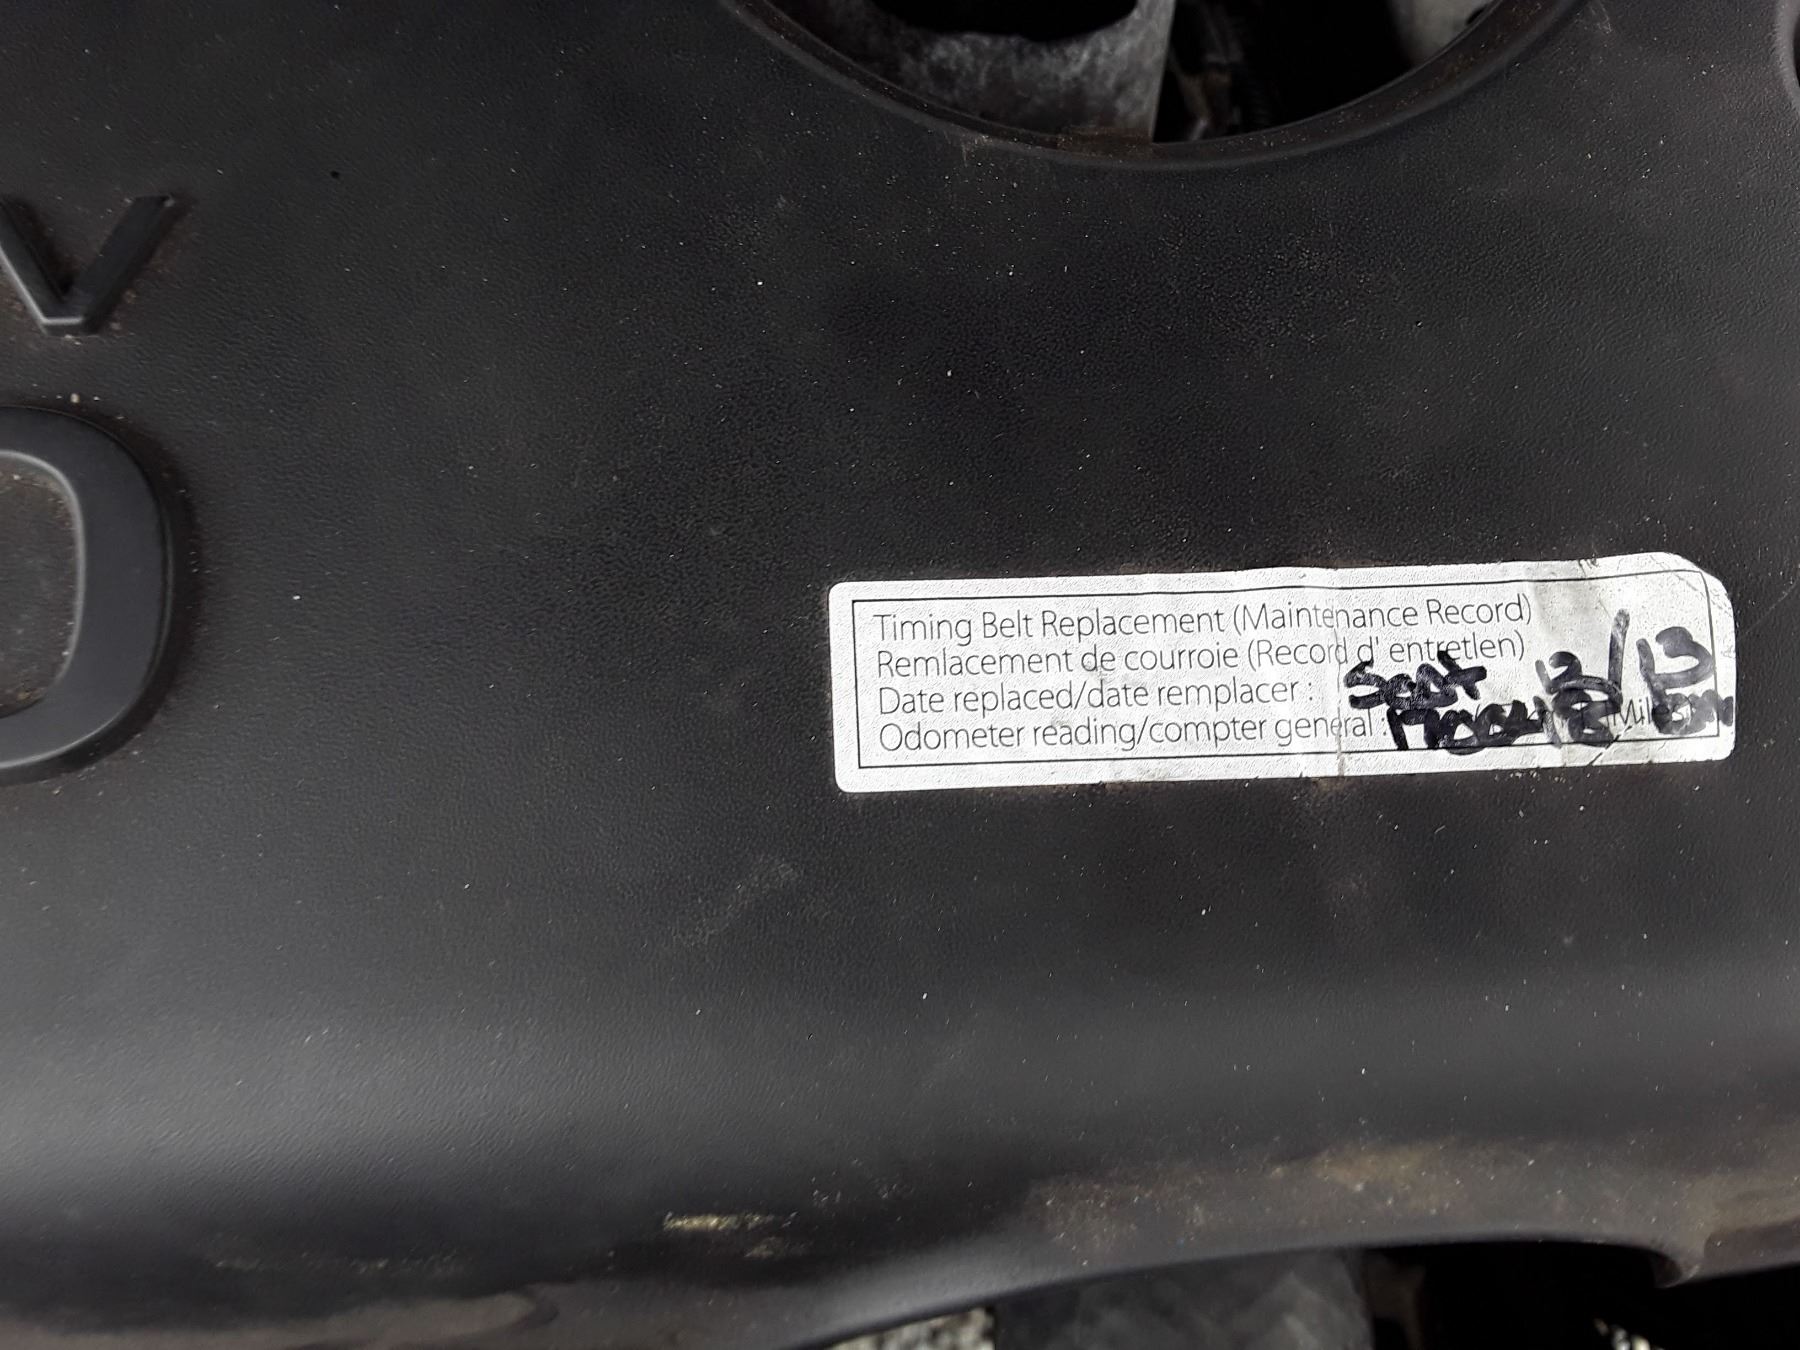 V
Timing Belt Replacement (Maintenance Record)
Remlacement de courroie (Record d' entretlen)
Date replaced/date remplacer : Sept 12/13
Odometer reading/compter general : Miles